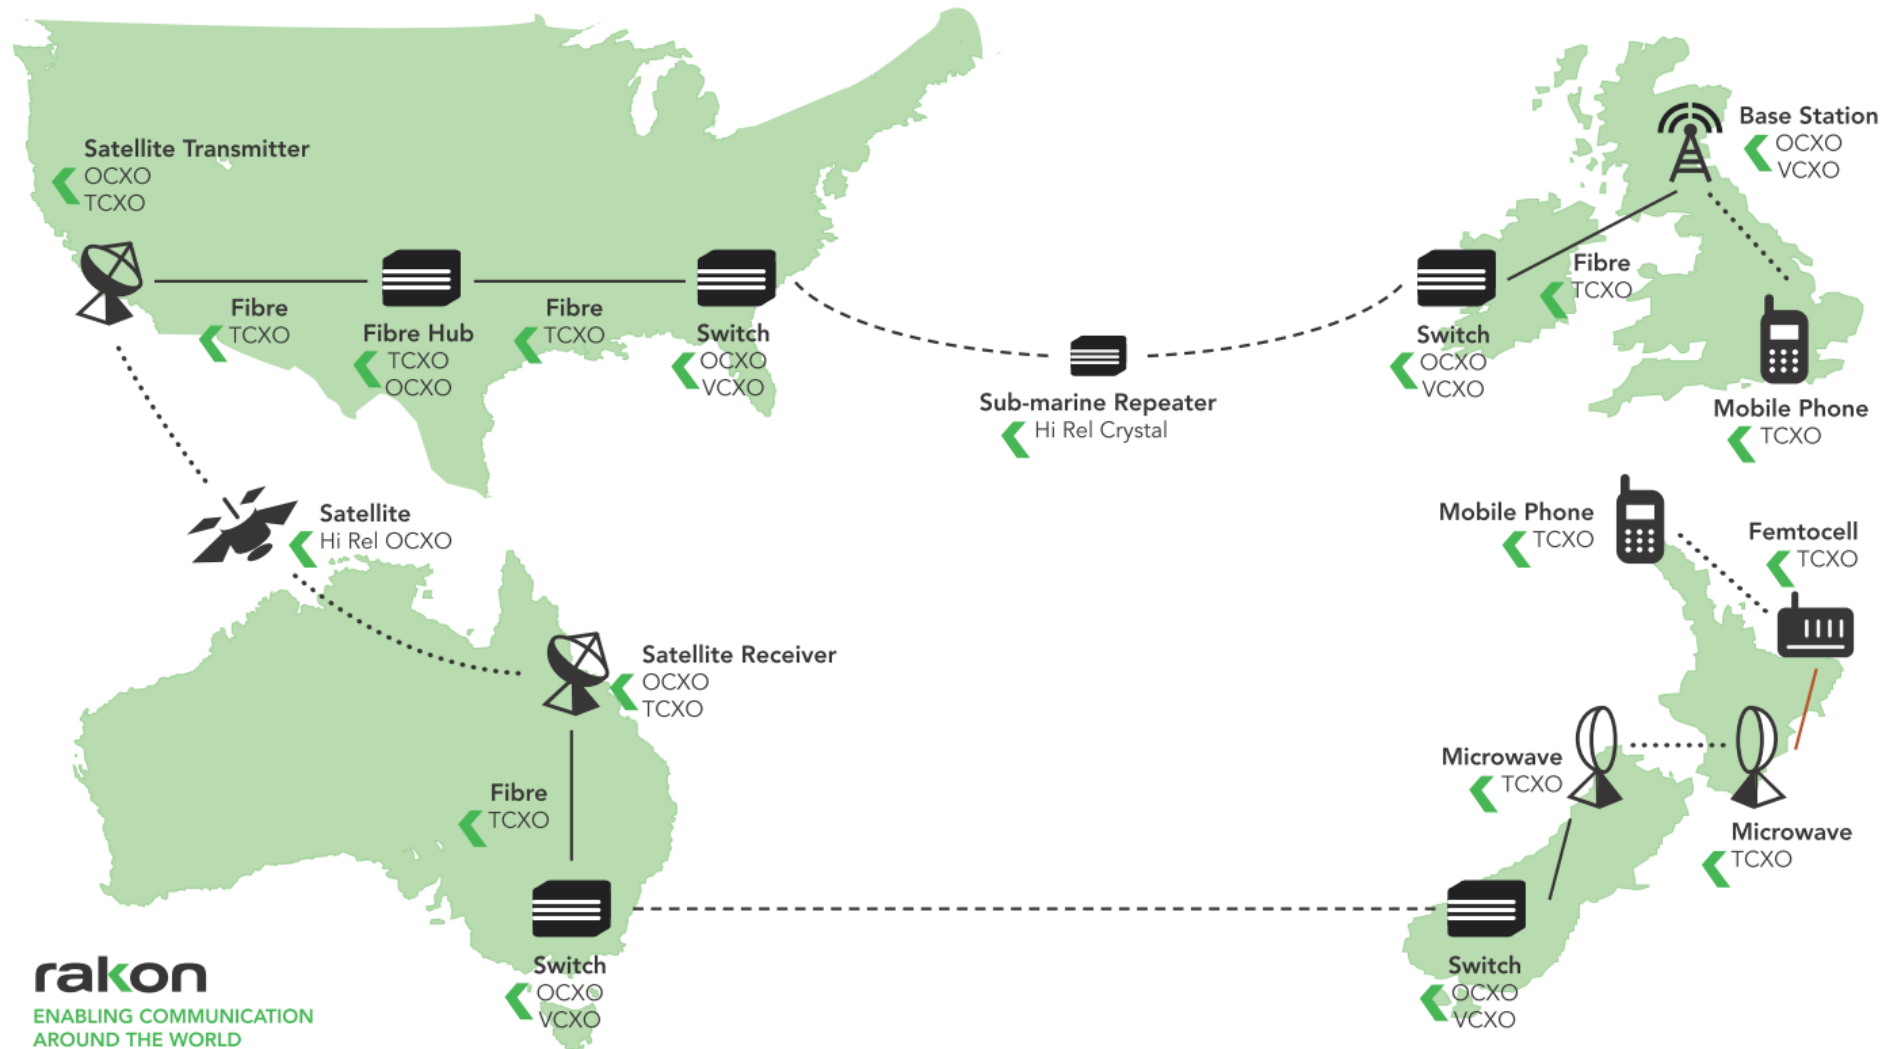 Satellite Transmitter
OCXO
TCXO
Fibre
TCXO
Fibre Hub
TCXO
OCXO
Fibre
TCXO
Switch
OCXO
VCXO
Sub-marine Repeater
Hi Rel Crystal
Switch
OCXO
VCXO
Fibre
TCXO
Base Station
OCXO
VCXO
Mobile Phone
TCXO
Satellite
Hi Rel OCXO
Satellite Receiver
OCXO
TCXO
Fibre
TCXO
Switch
OCXO
VCXO
Mobile Phone
TCXO
Femtocell
TCXO
Microwave
TCXO
Microwave
TCXO
Switch
OCXO
VCXO
rakon
ENABLING COMMUNICATION
AROUND THE WORLD